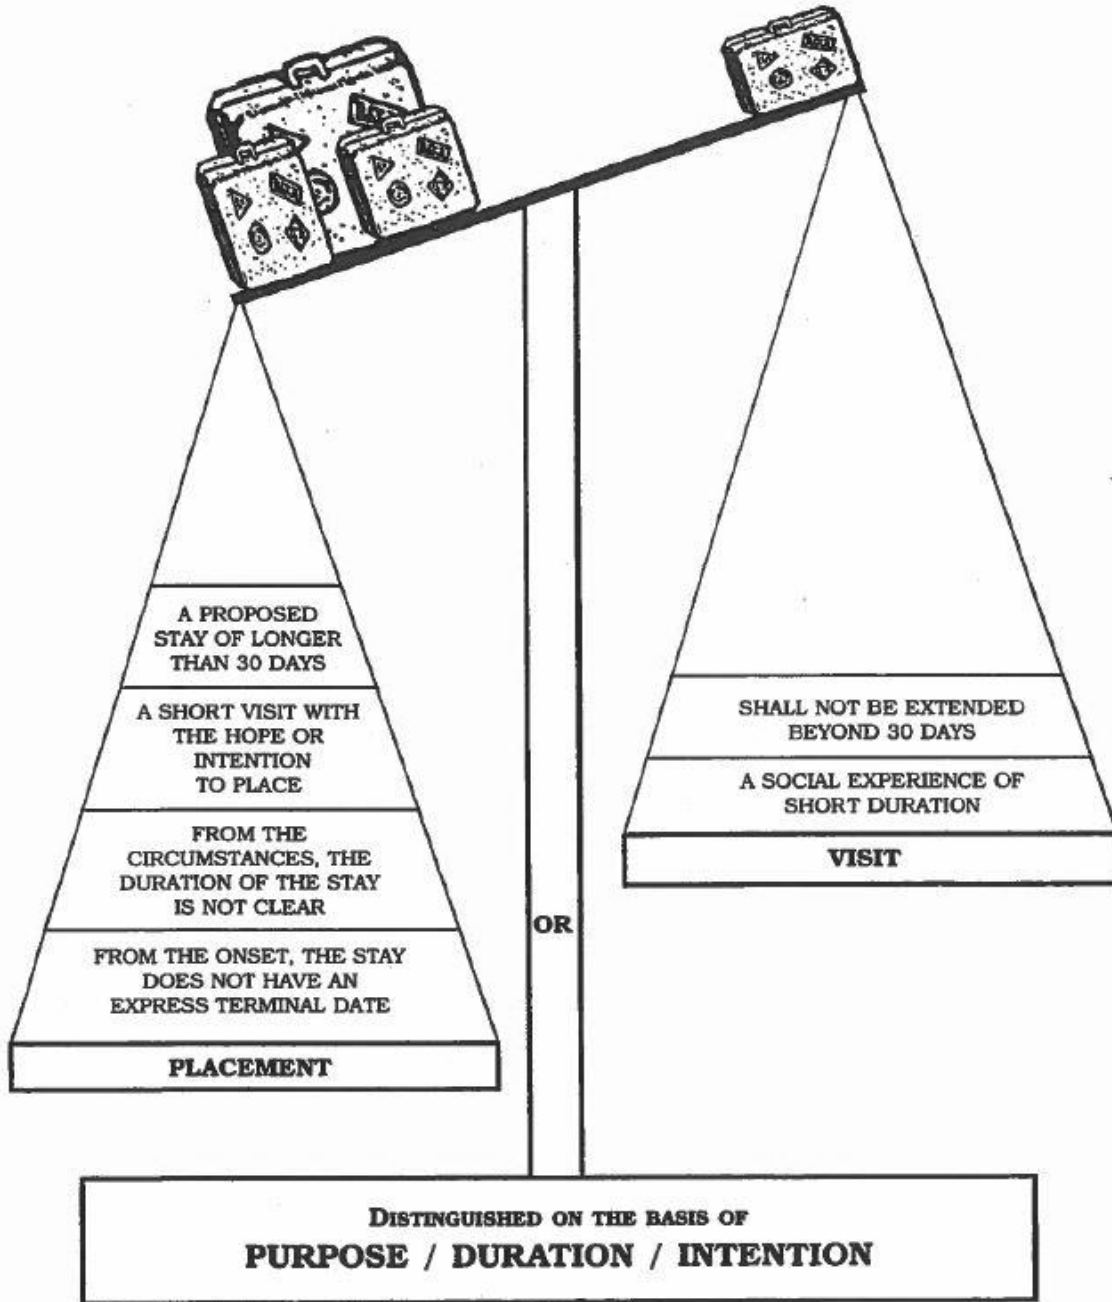 A PROPOSED
STAY OF LONGER
THAN 30 DAYS
A SHORT VISIT WITH
THE HOPE OR
INTENTION
TO PLACE
FROM THE
CIRCUMSTANCES, THE
DURATION OF THE STAY
IS NOT CLEAR
FROM THE ONSET, THE STAY
DOES NOT HAVE AN
EXPRESS TERMINAL DATE
PLACEMENT
OR
SHALL NOT BE EXTENDED
BEYOND 30 DAYS
A SOCIAL EXPERIENCE OF
SHORT DURATION
VISIT
DISTINGUISHED ON THE BASIS OF
PURPOSE / DURATION / INTENTION